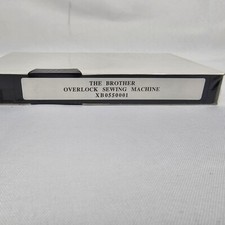 THE BROTHER
OVERLOCK SEWING MACHINE
XB0550001